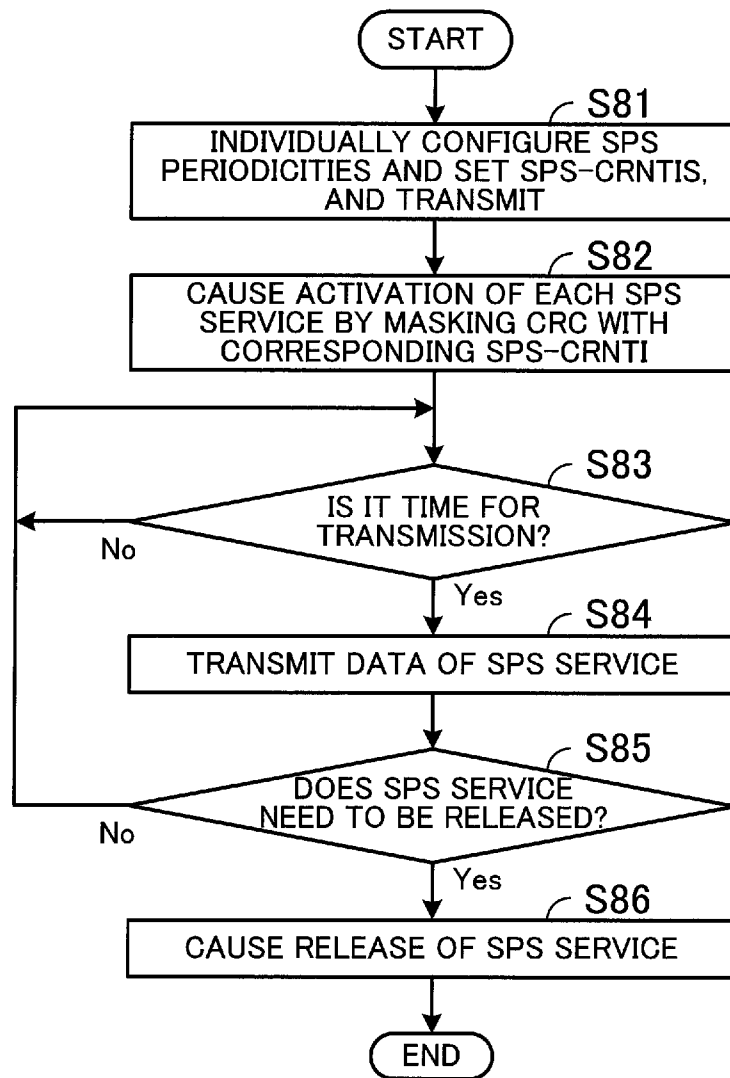 START
S81
INDIVIDUALLY CONFIGURE SPS
PERIODICITIES AND SET SPS-CRNTIS,
AND TRANSMIT
S82
CAUSE ACTIVATION OF EACH SPS
SERVICE BY MASKING CRC WITH
CORRESPONDING SPS-CRNTI
S83
IS IT TIME FOR
TRANSMISSION?
No
Yes
S84
TRANSMIT DATA OF SPS SERVICE
S85
DOES SPS SERVICE
NEED TO BE RELEASED?
No
Yes
S86
CAUSE RELEASE OF SPS SERVICE
END